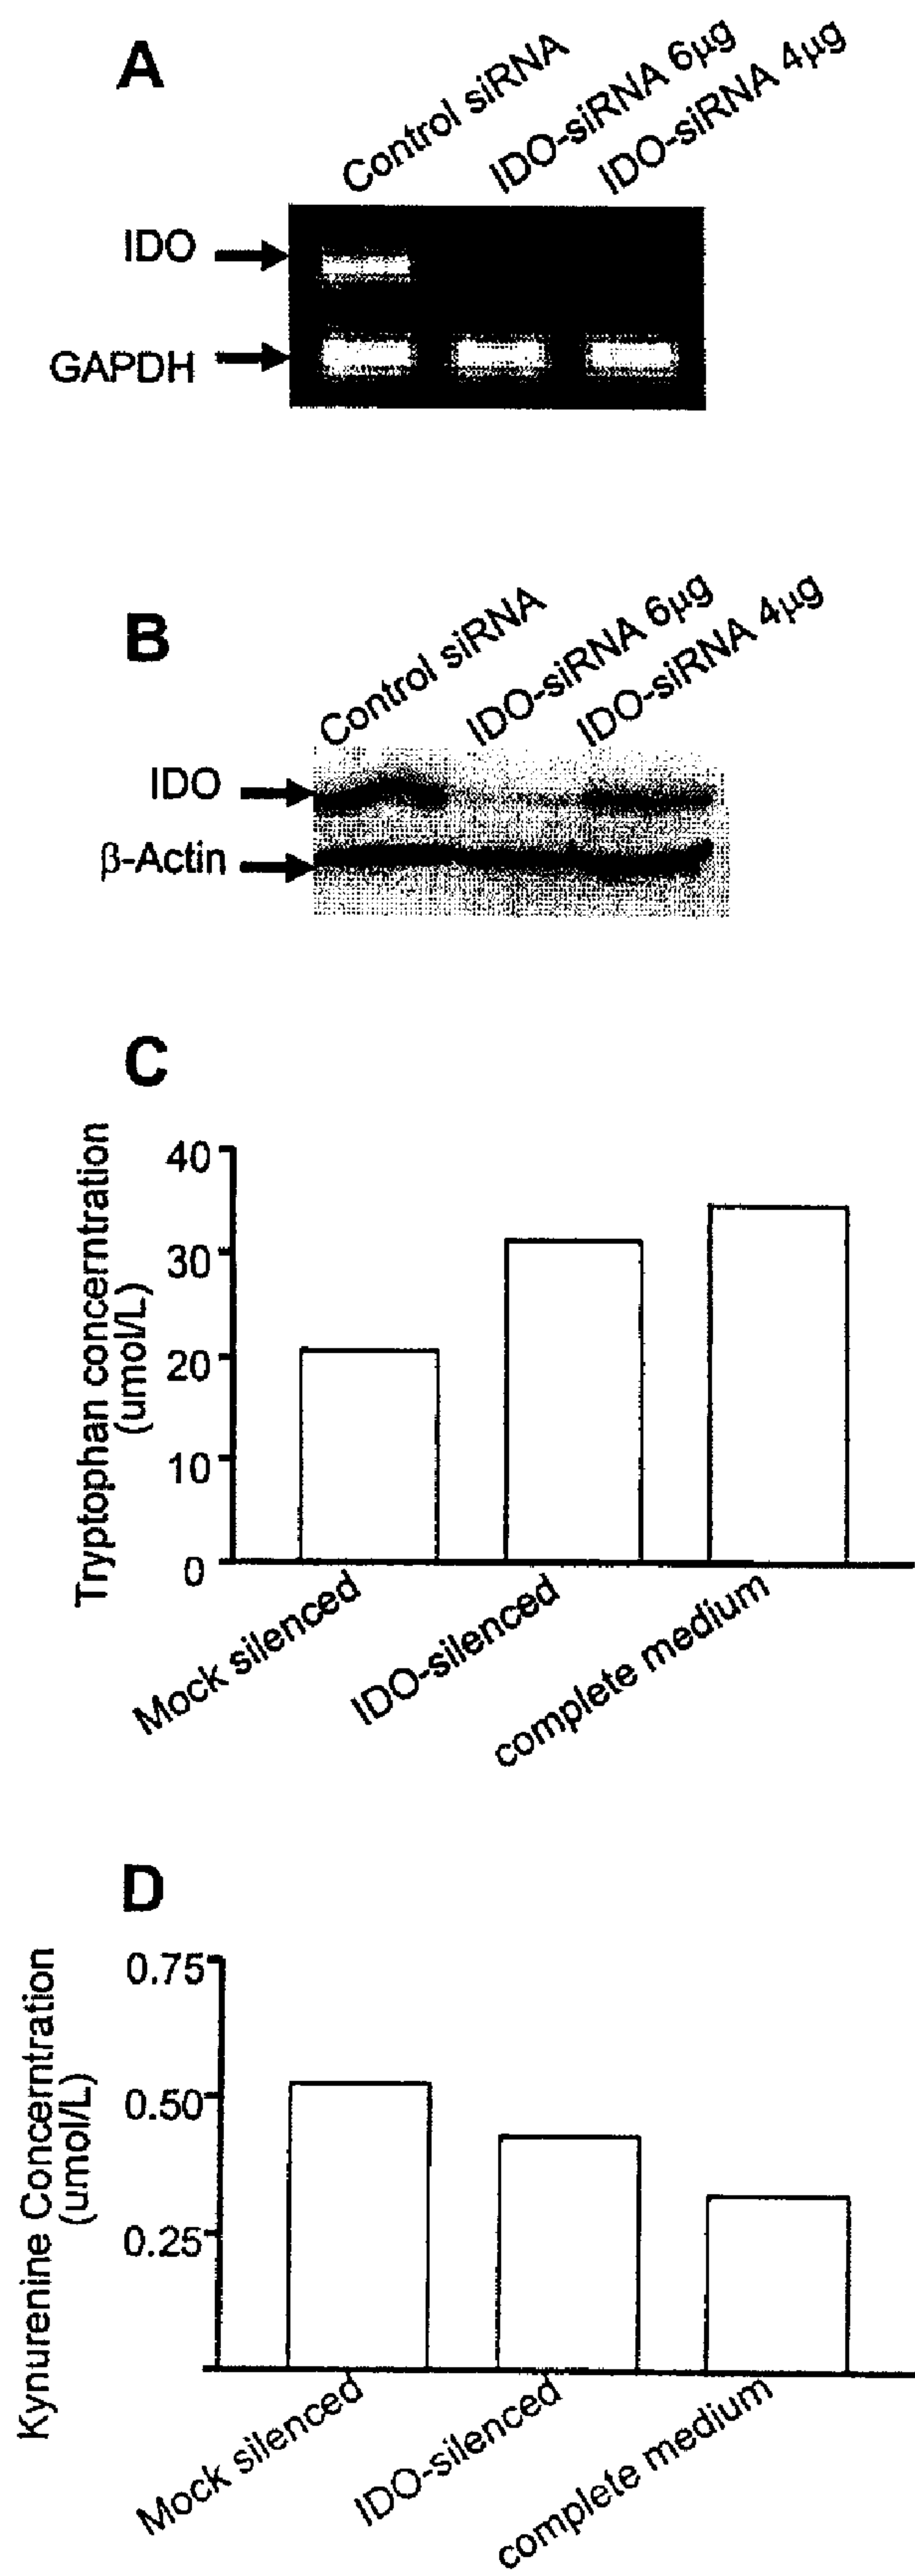 A
Control siRNA
IDO-siRNA 6µg
IDO-siRNA 4µg
IDO
GAPDH
B
Control siRNA
IDO-siRNA 6µg
IDO-siRNA 4µg
IDO
β-Actin
C
Tryptophan concerntration
(umol/L)
40
30
20
10
0
Mock silenced
IDO-silenced
complete medium
D
Kynurenine Concerntration
(umol/L)
0.75
0.50
0.25
Mock silenced
IDO-silenced
complete medium